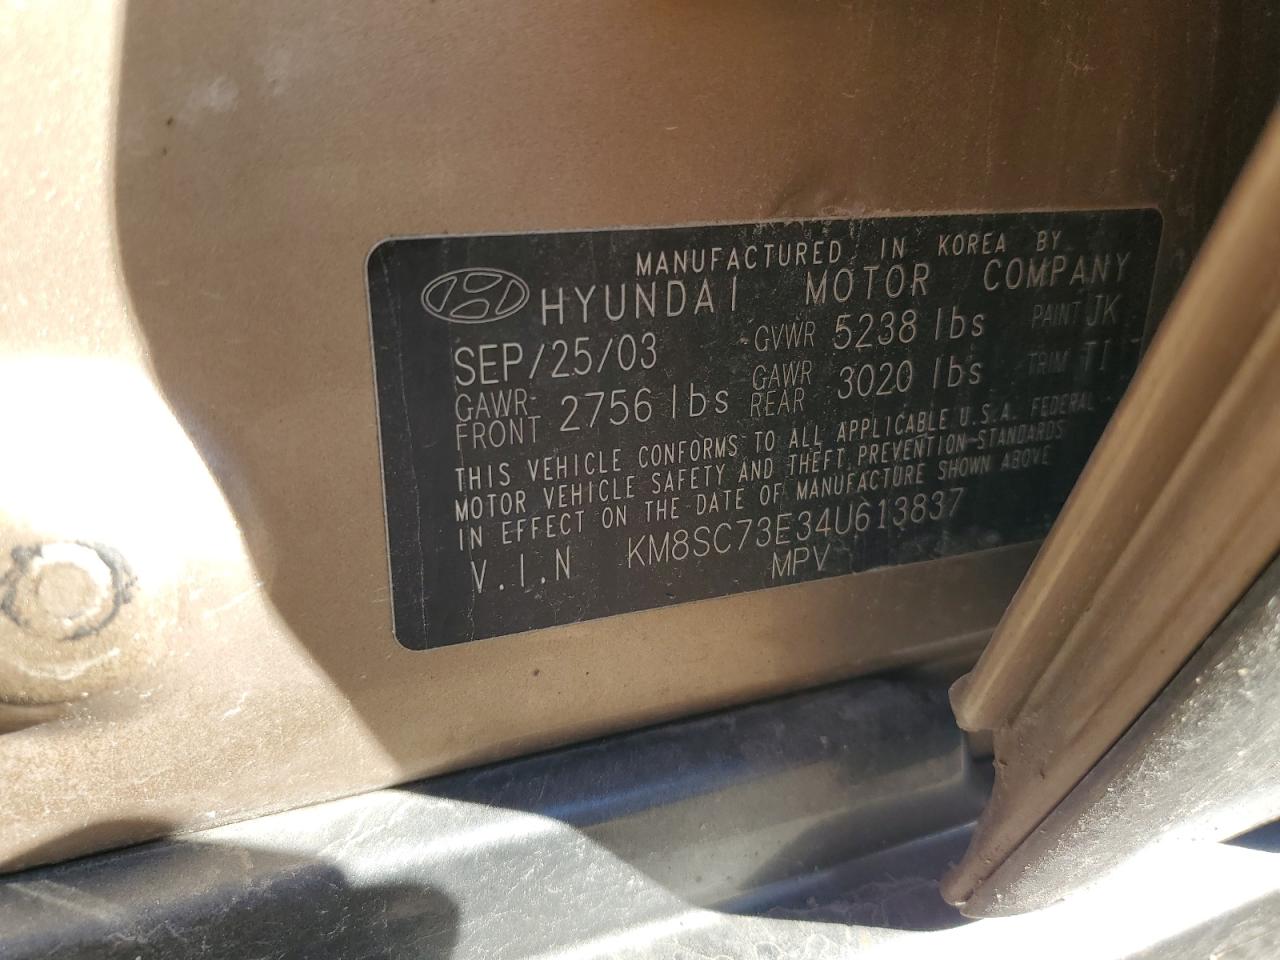 MANUFACTURED IN KOREA BY
HYUNDAI MOTOR COMPANY
SEP/25/03 GVWR 5238 lbs PAINT JK
GAWR FRONT 2756 lbs GAWR REAR 3020 lbs TRIM TI
THIS VEHICLE CONFORMS TO ALL APPLICABLE U.S.A. FEDERAL
MOTOR VEHICLE SAFETY AND THEFT PREVENTION STANDARDS
IN EFFECT ON THE DATE OF MANUFACTURE SHOWN ABOVE
V.I.N KM8SC73E34U613837
MPV